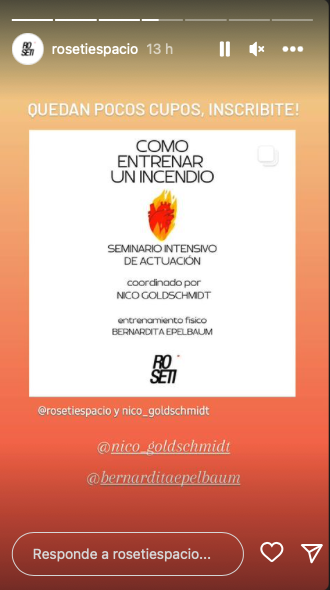 rosetiespacio 13 h
QUEDAN POCOS CUPOS, INSCRIBITE!
COMO
ENTRENAR
UN INCENDIO
SEMINARIO INTENSIVO
DE ACTUACIÓN
coordinado por
NICO GOLDSCHMIDT
entrenamiento fisico
BERNARDITA EPELBAUM
RO
SETI
@rosetiespacio y nico_goldschmidt
@nico_goldschmidt
@bernarditaepelbaum
Responde a rosetiespacio...